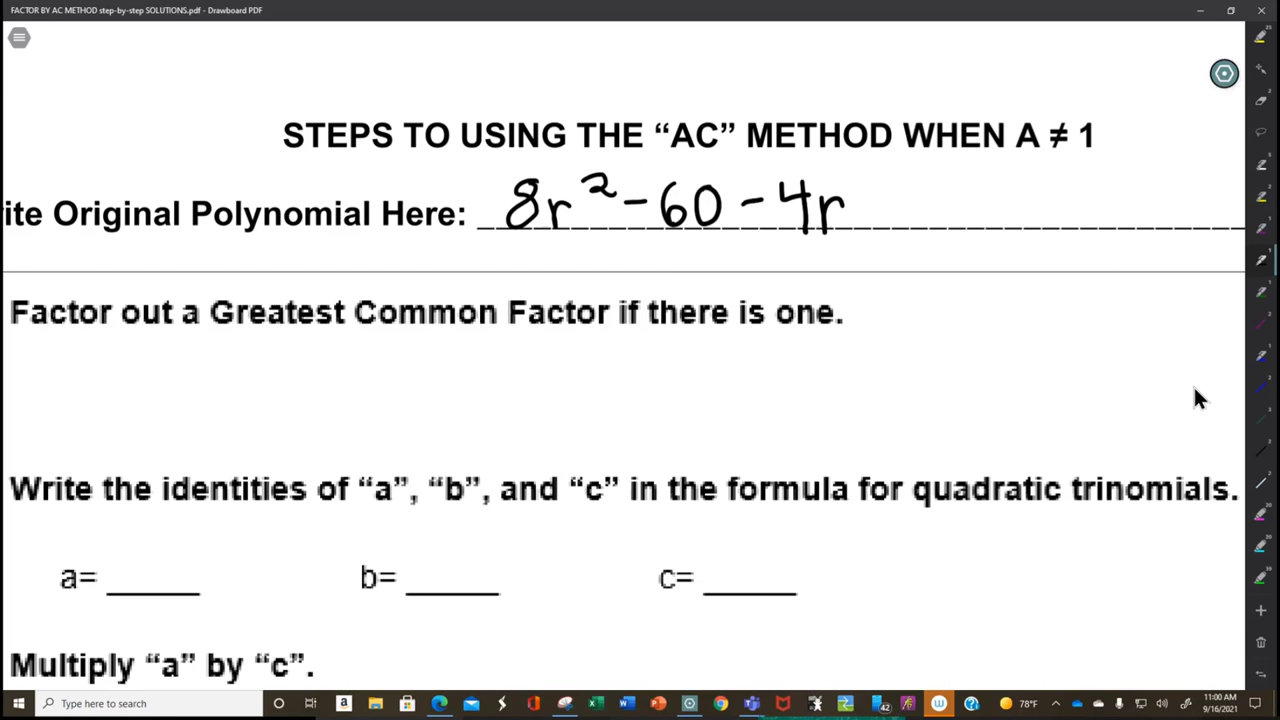 FACTOR BY AC METHOD step-by-step SOLUTIONS.pdf - Drawboard PDF
STEPS TO USING THE “AC” METHOD WHEN A ≠ 1
ite Original Polynomial Here: 8r² - 60 - 4r
Factor out a Greatest Common Factor if there is one.
Write the identities of “a”, “b”, and “c” in the formula for quadratic trinomials.
a= _____ b= _____ c= _____
Multiply “a” by “c”.
Type here to search
78°F
11:00 AM
9/16/2021